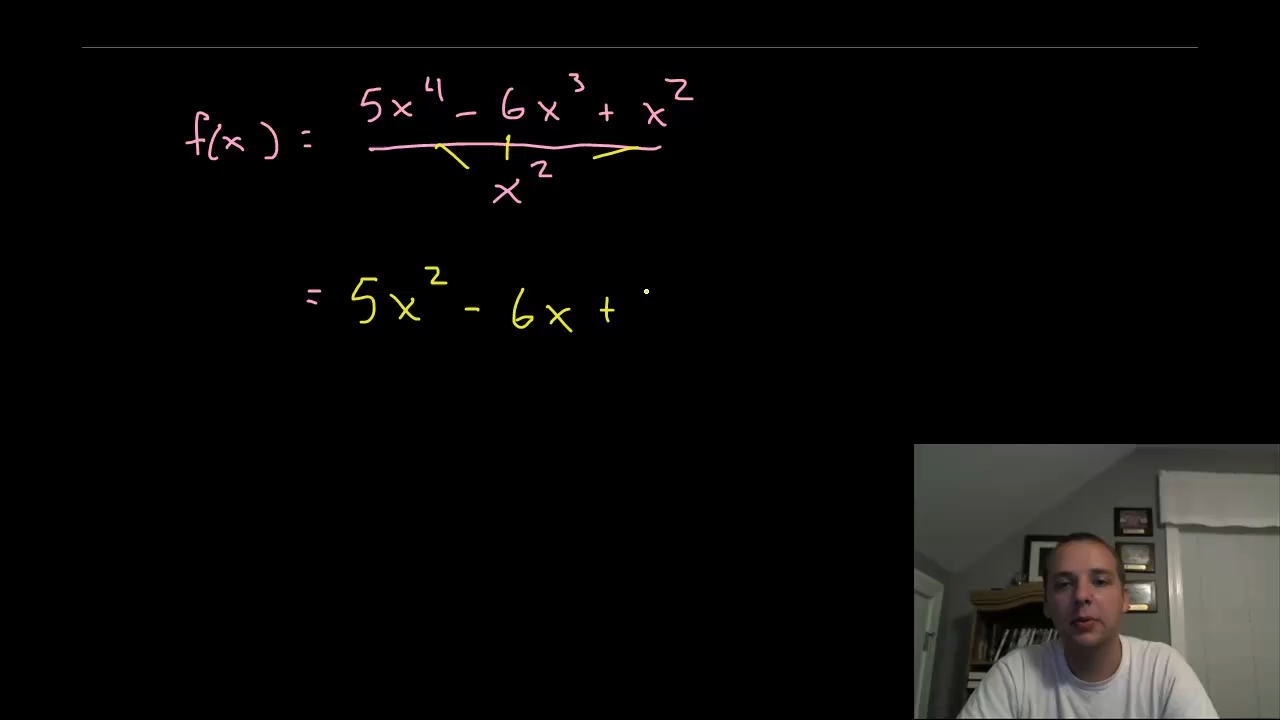 f(x) = 5x⁴ - 6x³ + x² / x²
= 5x² - 6x +